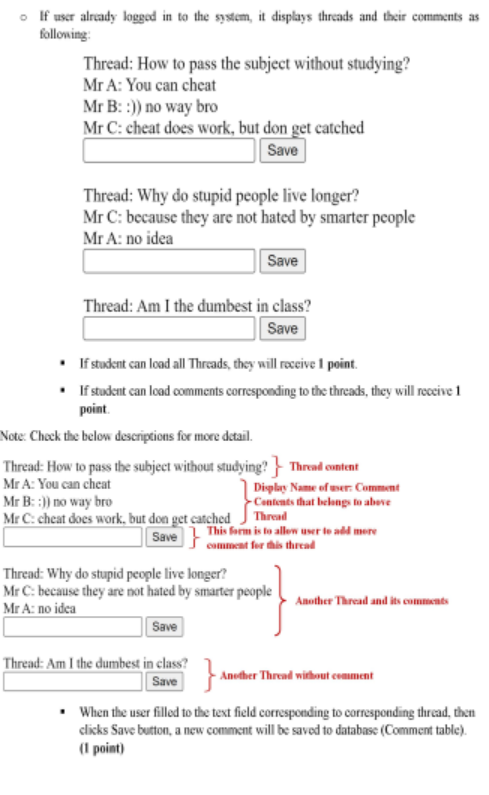 ○ If user already logged in to the system, it displays threads and their comments as
following:
Thread: How to pass the subject without studying?
Mr A: You can cheat
Mr B: :)) no way bro
Mr C: cheat does work, but don get catched
Save
Thread: Why do stupid people live longer?
Mr C: because they are not hated by smarter people
Mr A: no idea
Save
Thread: Am I the dumbest in class?
Save
▪ If student can load all Threads, they will receive 1 point.
▪ If student can load comments corresponding to the threads, they will receive 1
point.
Note: Check the below descriptions for more detail.
Thread: How to pass the subject without studying? Thread content
Mr A: You can cheat
Mr B: :)) no way bro
Mr C: cheat does work, but don get catched
Display Name of user: Comment
Contents that belongs to above
Thread
Save
This form is to allow user to add more
comment for this thread
Thread: Why do stupid people live longer?
Mr C: because they are not hated by smarter people
Mr A: no idea
Another Thread and its comments
Save
Thread: Am I the dumbest in class?
Save
Another Thread without comment
▪ When the user filled to the text field corresponding to corresponding thread, then
clicks Save button, a new comment will be saved to database (Comment table).
(1 point)